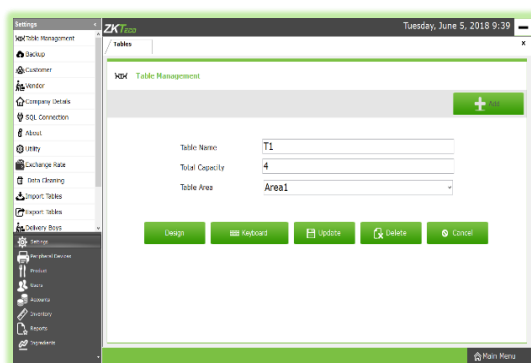 Settings
ZKTeco
Tuesday, June 5, 2018 9:39
Table Management
Backup
Customer
Vendor
Company Details
SQL Connection
About
Utility
Exchange Rate
Data Cleaning
Import Tables
Export Tables
Delivery Boys
Settings
Peripheral Devices
Product
Users
Accounts
Inventory
Reports
Ingredients
Tables
x
Table Management
Add
Table Name T1
Total Capacity 4
Table Area Area1
Design Keyboard Update Delete Cancel
Main Menu